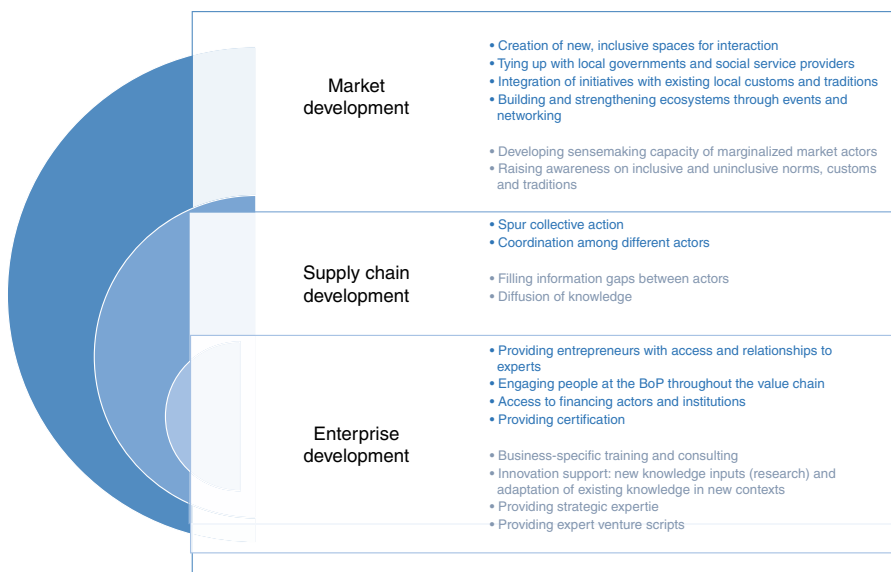 Market
development
• Creation of new, inclusive spaces for interaction
• Tying up with local governments and social service providers
• Integration of initiatives with existing local customs and traditions
• Building and strengthening ecosystems through events and
networking
• Developing sensemaking capacity of marginalized market actors
• Raising awareness on inclusive and uninclusive norms, customs
and traditions
Supply chain
development
• Spur collective action
• Coordination among different actors
• Filling information gaps between actors
• Diffusion of knowledge
Enterprise
development
• Providing entrepreneurs with access and relationships to
experts
• Engaging people at the BoP throughout the value chain
• Access to financing actors and institutions
• Providing certification
• Business-specific training and consulting
• Innovation support: new knowledge inputs (research) and
adaptation of existing knowledge in new contexts
• Providing strategic expertie
• Providing expert venture scripts